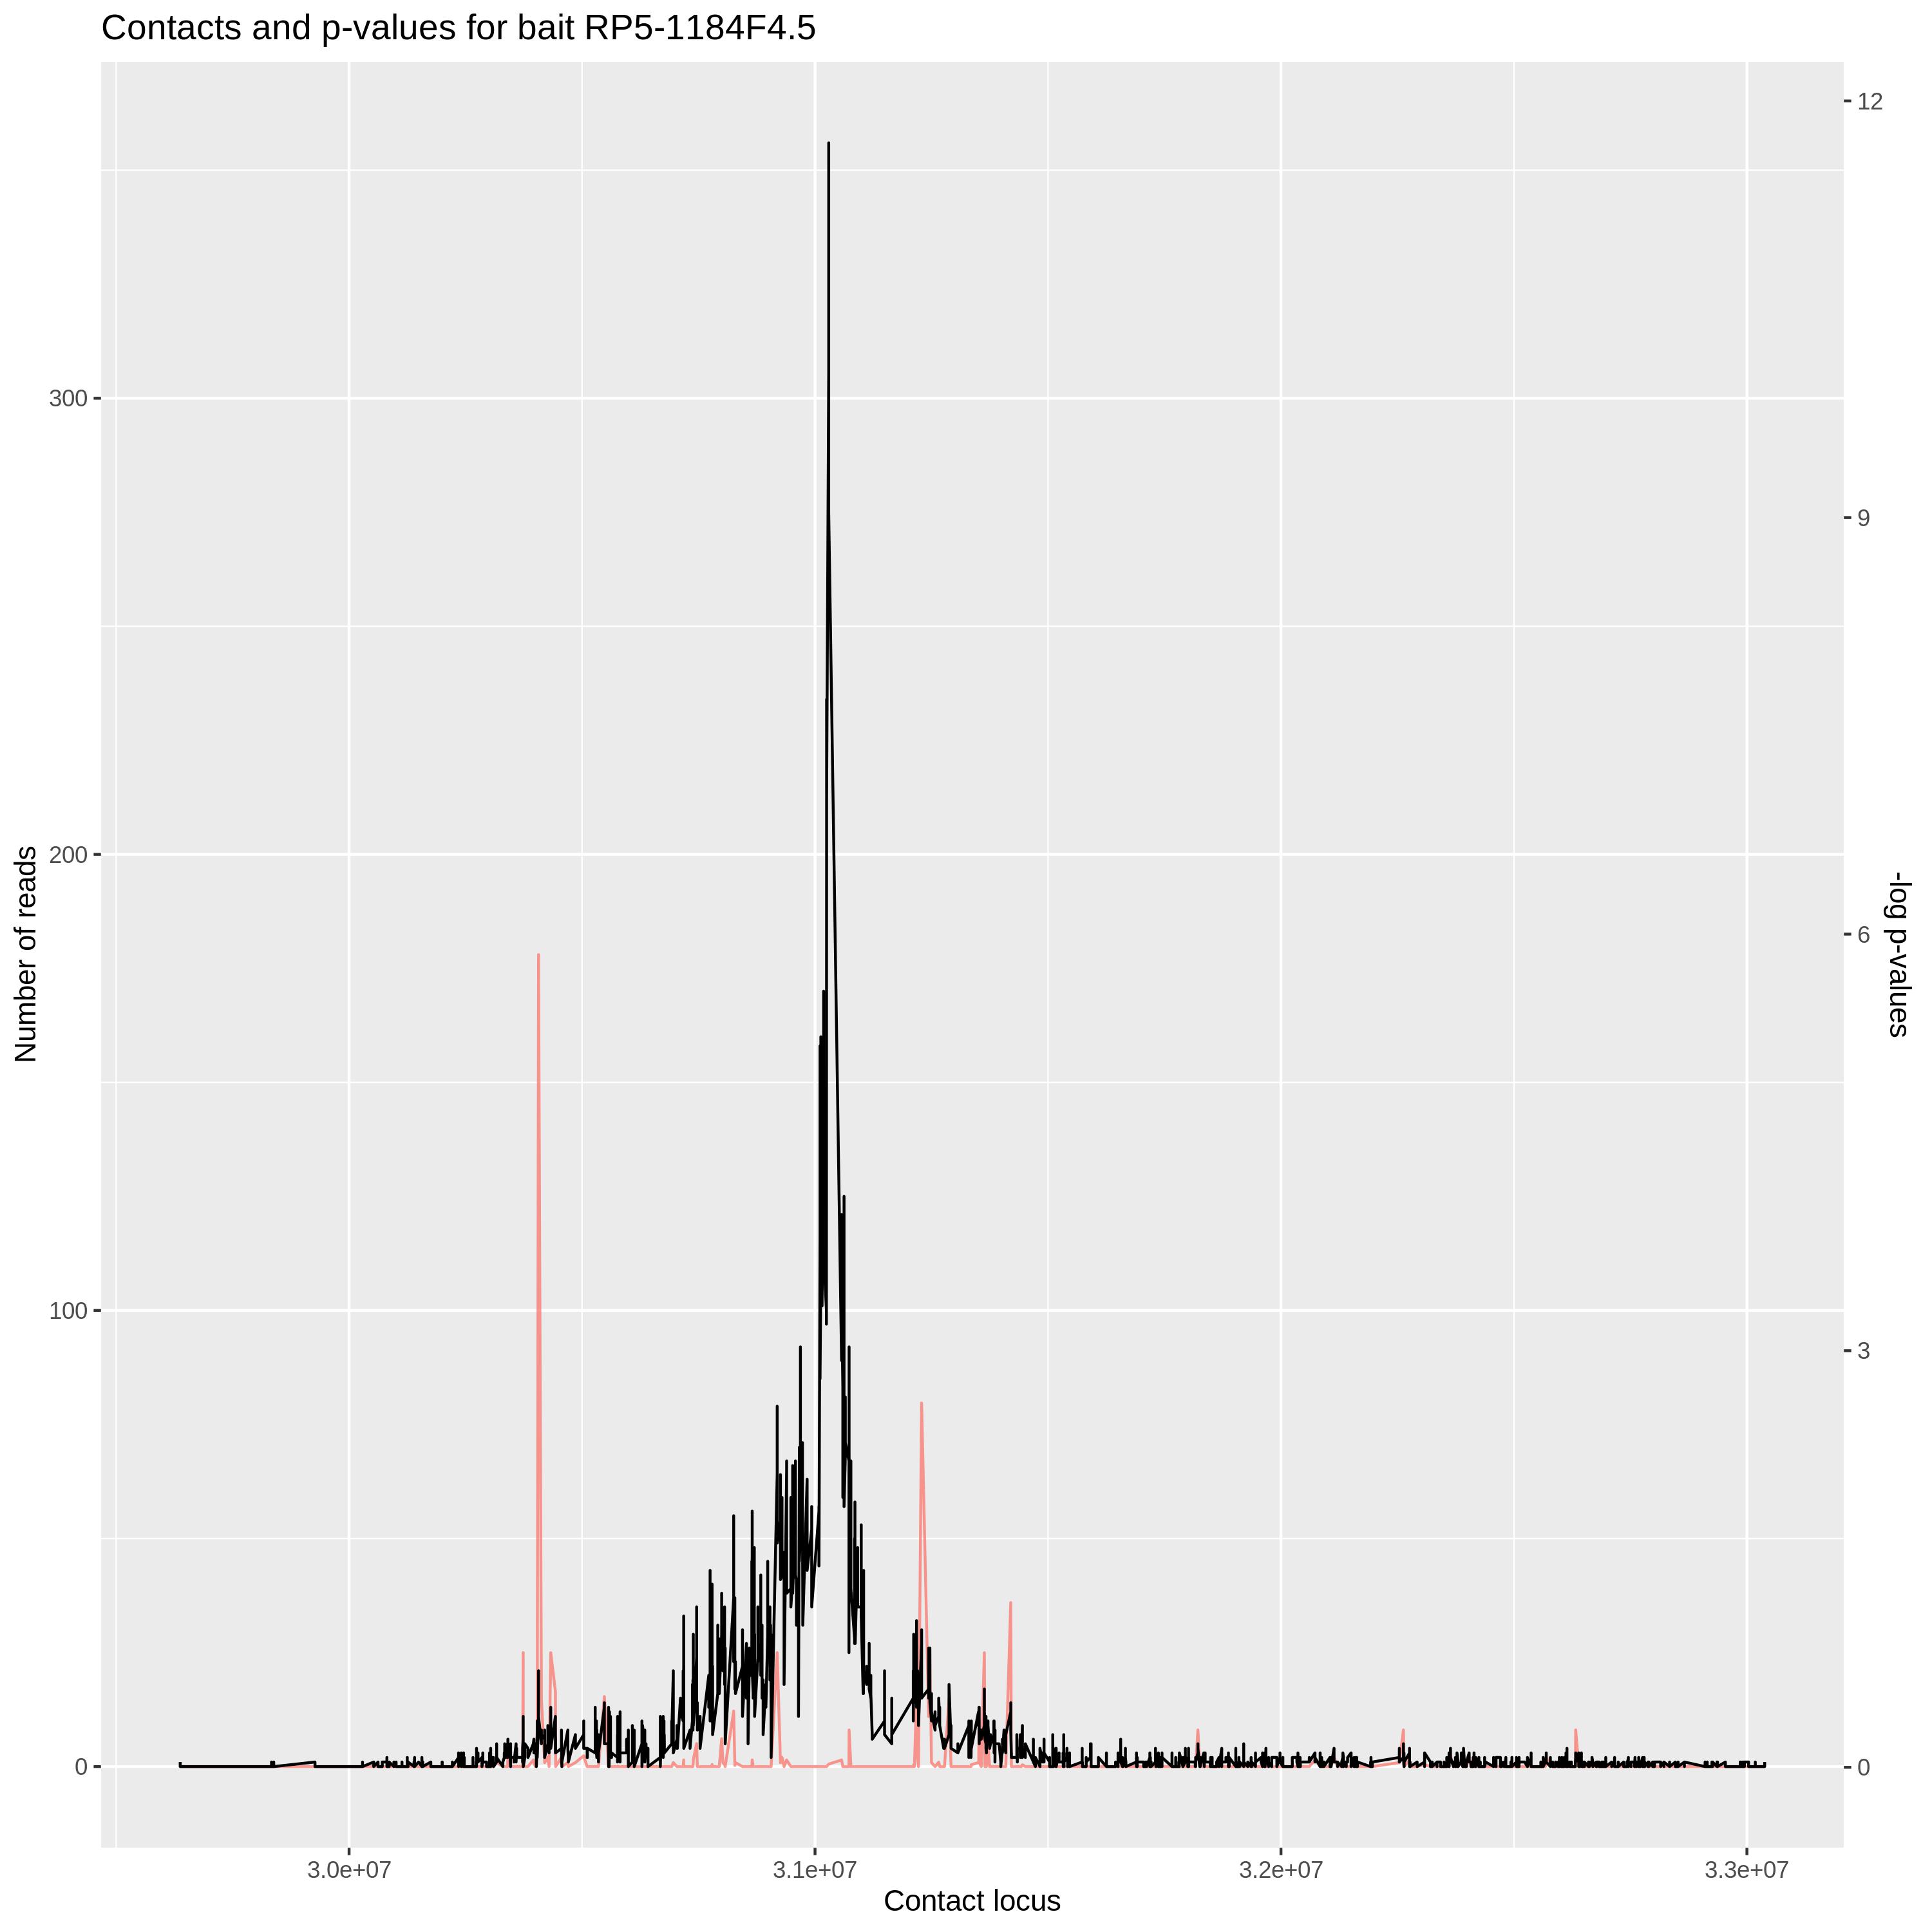 Contacts and p-values for bait RP5-1184F4.5
12
300
9
200
6
Number of reads
-log p-values
100
3
0
0
3.0e+07 3.1e+07 3.2e+07 3.3e+07
Contact locus